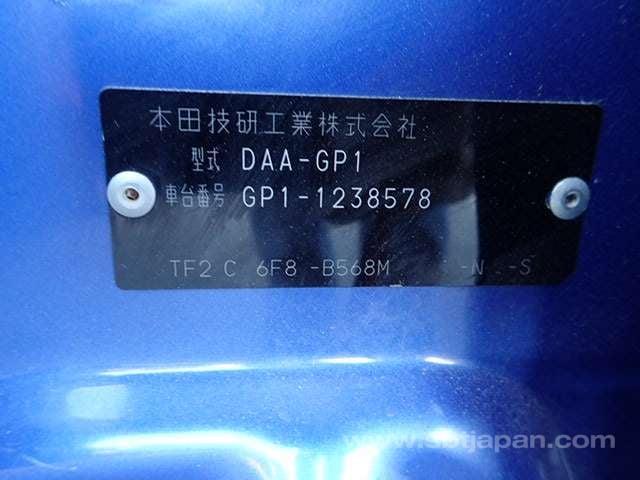 本田技研工業株式会社
型式 DAA-GP1
車台番号 GP1-1238578
TF2 C 6F8 -B568M -N -S
www.sbtjapan.com